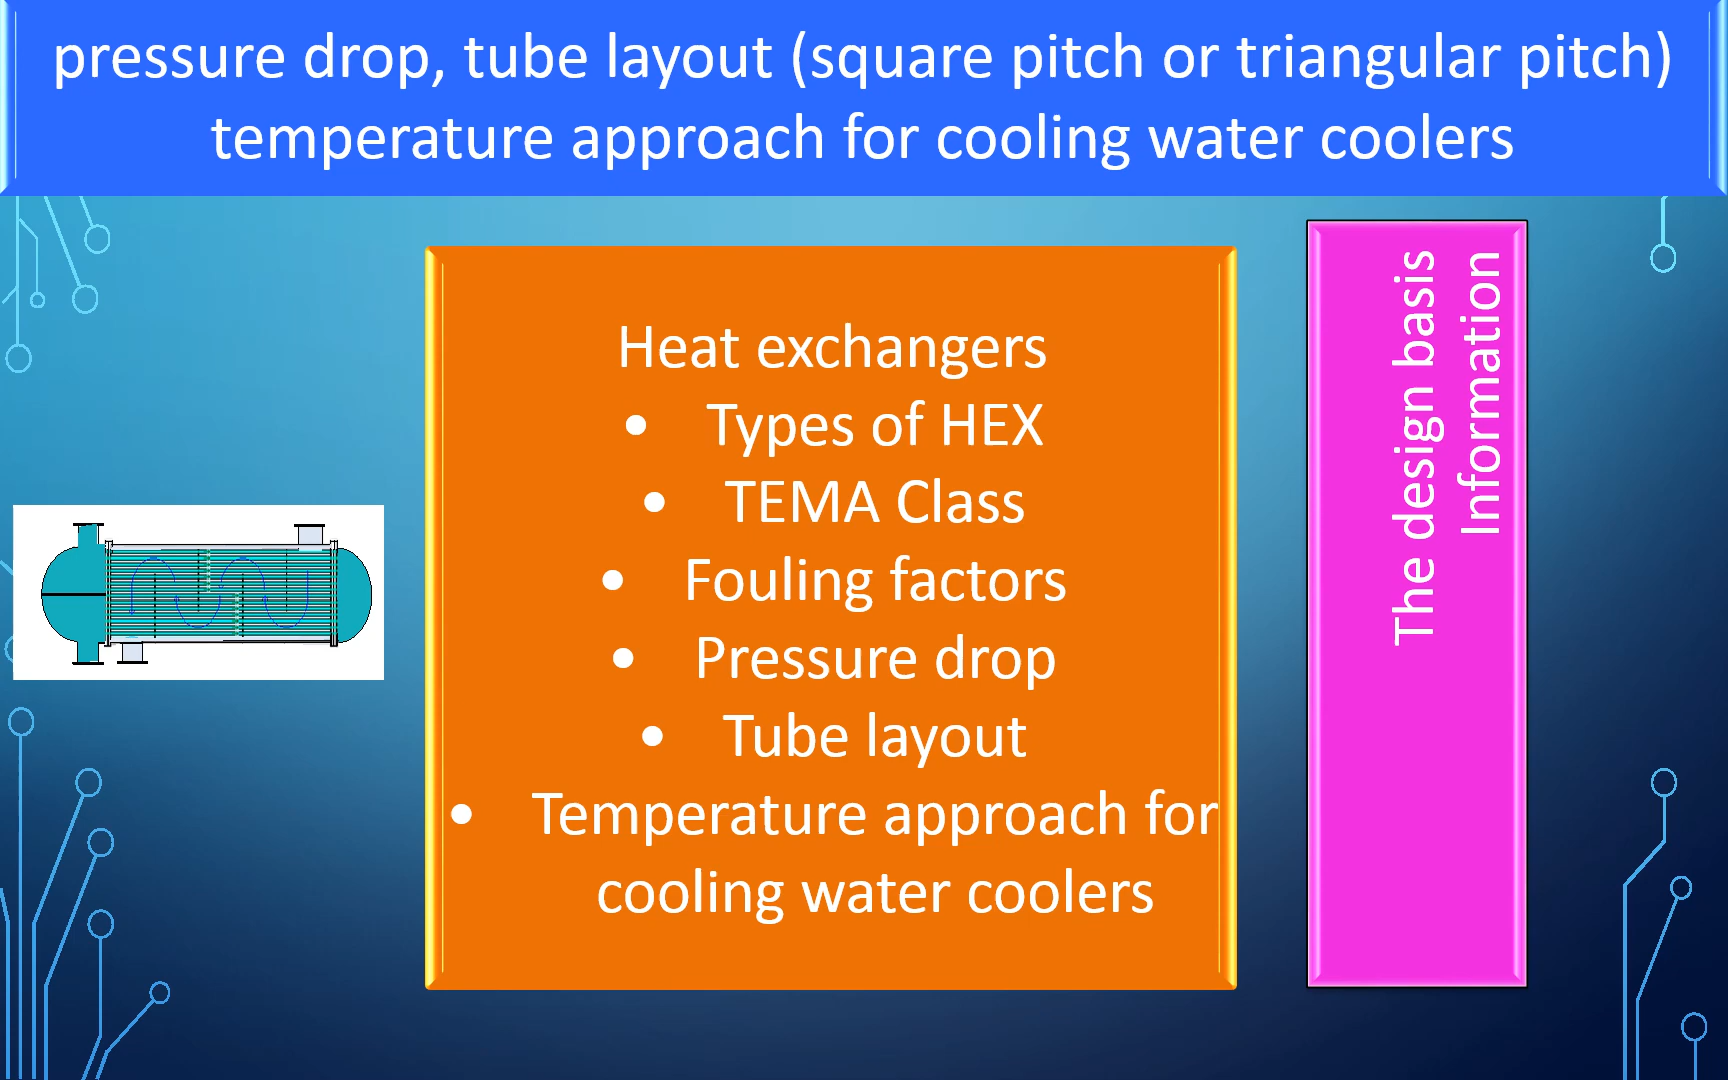 pressure drop, tube layout (square pitch or triangular pitch)
temperature approach for cooling water coolers
Heat exchangers
• Types of HEX
• TEMA Class
• Fouling factors
• Pressure drop
• Tube layout
• Temperature approach for
cooling water coolers
The design basis
Information